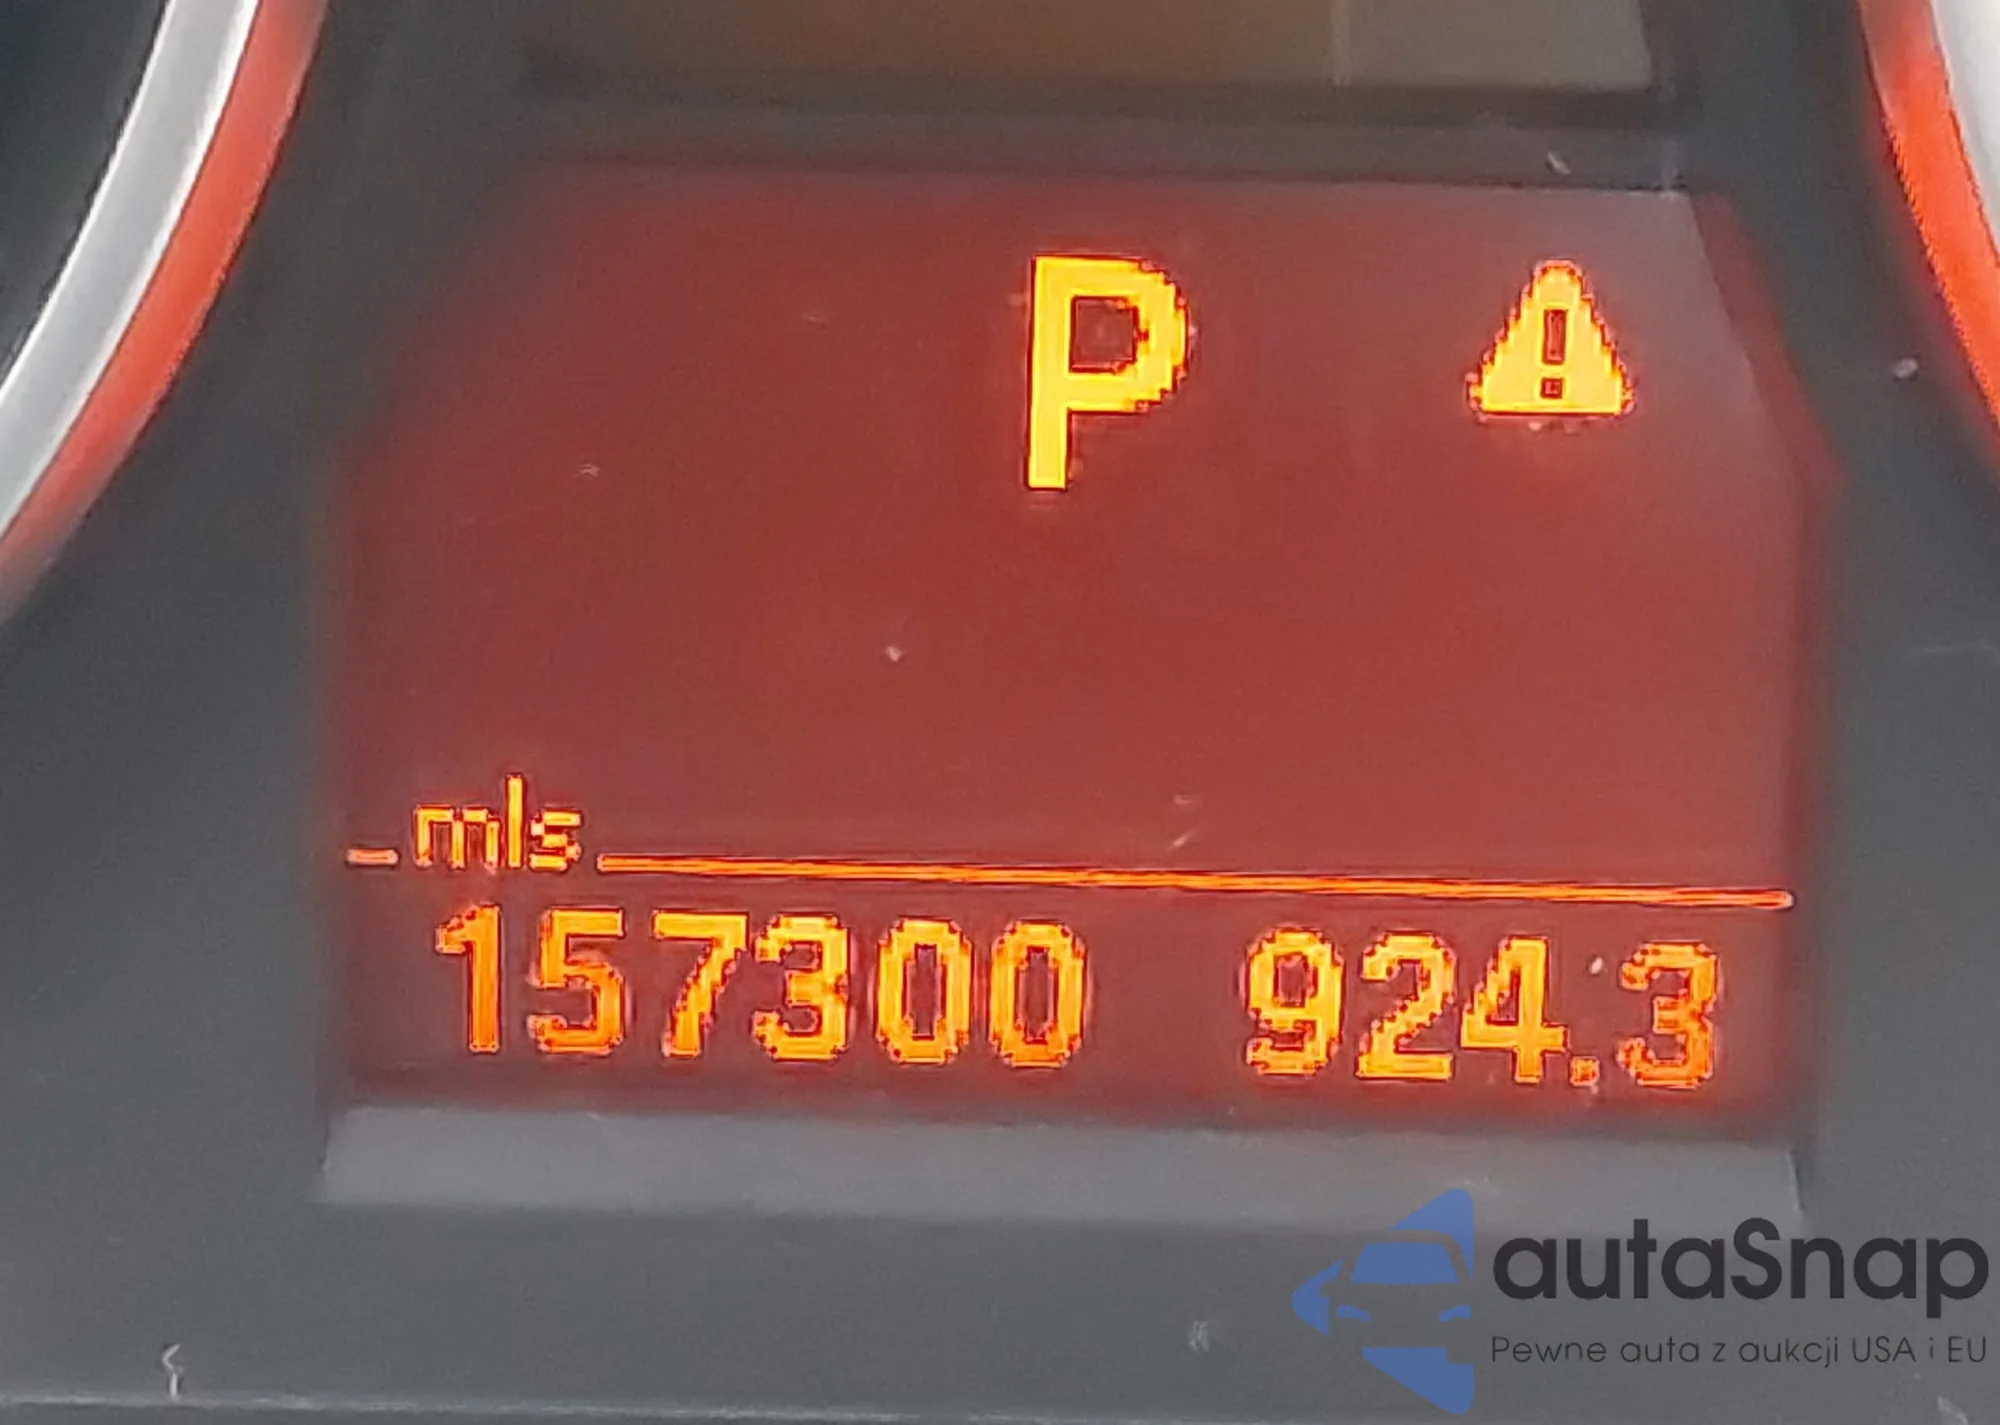 P
mls
157300 924.3
autaSnap
Pewne auta z aukcji USA i EU